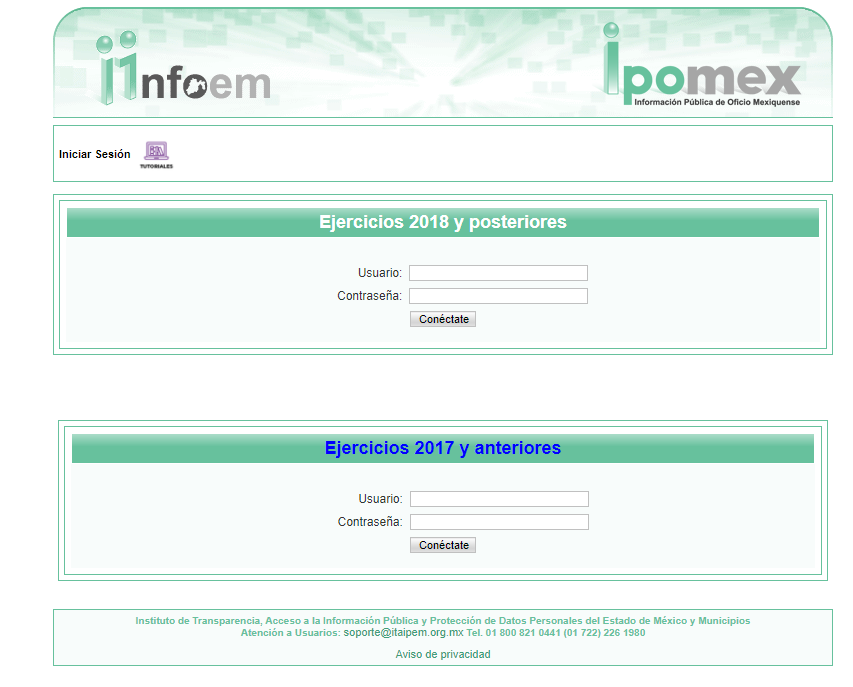 infoem
ipomex
Información Pública de Oficio Mexiquense
Iniciar Sesión
TUTORIALES
Ejercicios 2018 y posteriores
Usuario:
Contraseña:
Conéctate
Ejercicios 2017 y anteriores
Usuario:
Contraseña:
Conéctate
Instituto de Transparencia, Acceso a la Información Pública y Protección de Datos Personales del Estado de México y Municipios
Atención a Usuarios: soporte@itaipem.org.mx Tel. 01 800 821 0441 (01 722) 226 1980
Aviso de privacidad